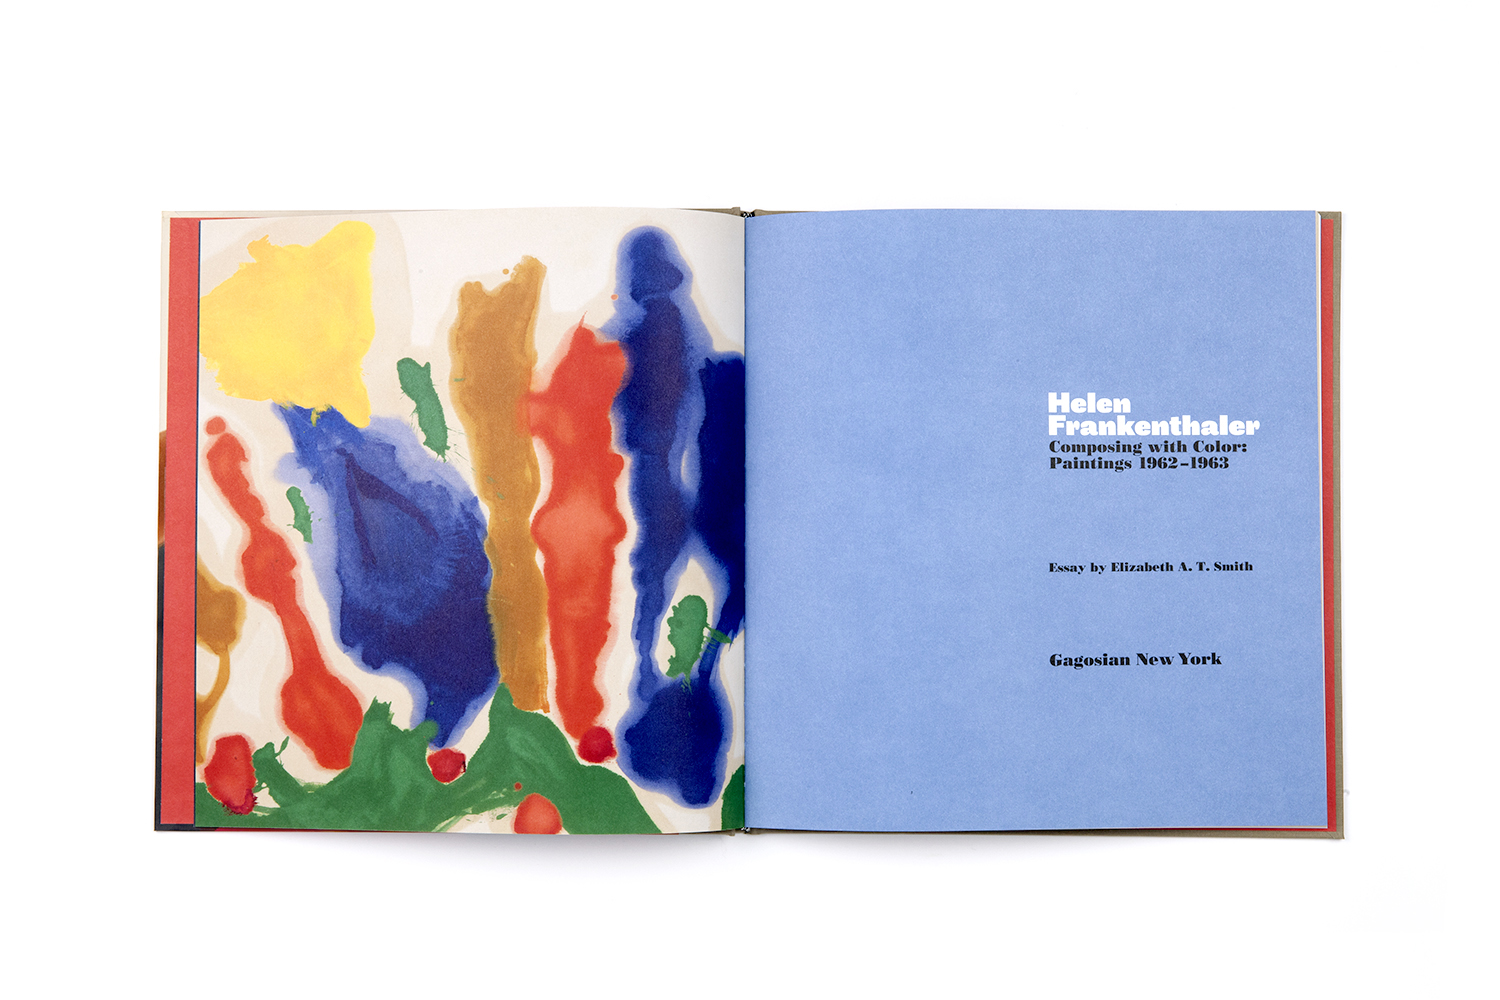 Helen
Frankenthaler
Composing with Color:
Paintings 1962–1963
Essay by Elizabeth A. T. Smith
Gagosian New York